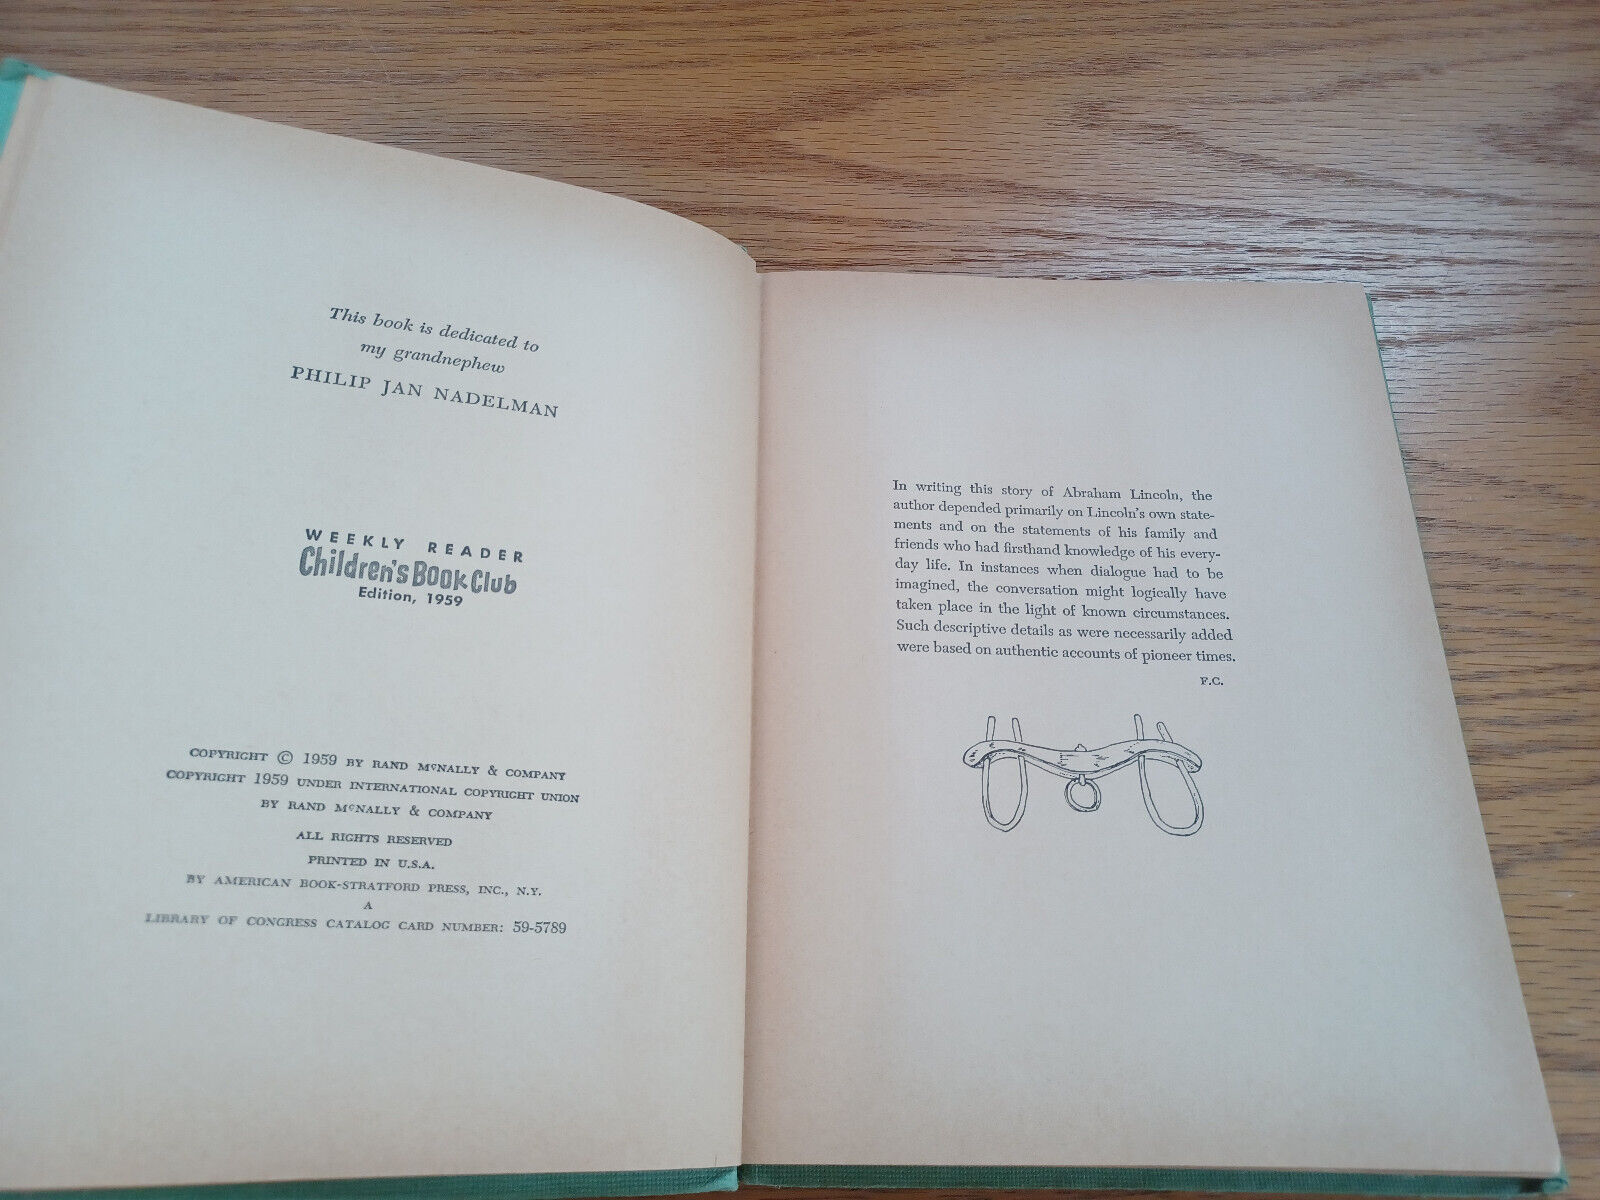 This book is dedicated to
my grandnephew
PHILIP JAN NADELMAN
WEEKLY READER
Children's Book Club
Edition, 1959
COPYRIGHT © 1959 BY RAND MCNALLY & COMPANY
COPYRIGHT 1959 UNDER INTERNATIONAL COPYRIGHT UNION
BY RAND MCNALLY & COMPANY
ALL RIGHTS RESERVED
PRINTED IN U.S.A.
BY AMERICAN BOOK-STRATFORD PRESS, INC., N.Y.
A
LIBRARY OF CONGRESS CATALOG CARD NUMBER: 59-5789
In writing this story of Abraham Lincoln, the
author depended primarily on Lincoln's own state-
ments and on the statements of his family and
friends who had firsthand knowledge of his every-
day life. In instances when dialogue had to be
imagined, the conversation might logically have
taken place in the light of known circumstances.
Such descriptive details as were necessarily added
were based on authentic accounts of pioneer times.
F.C.